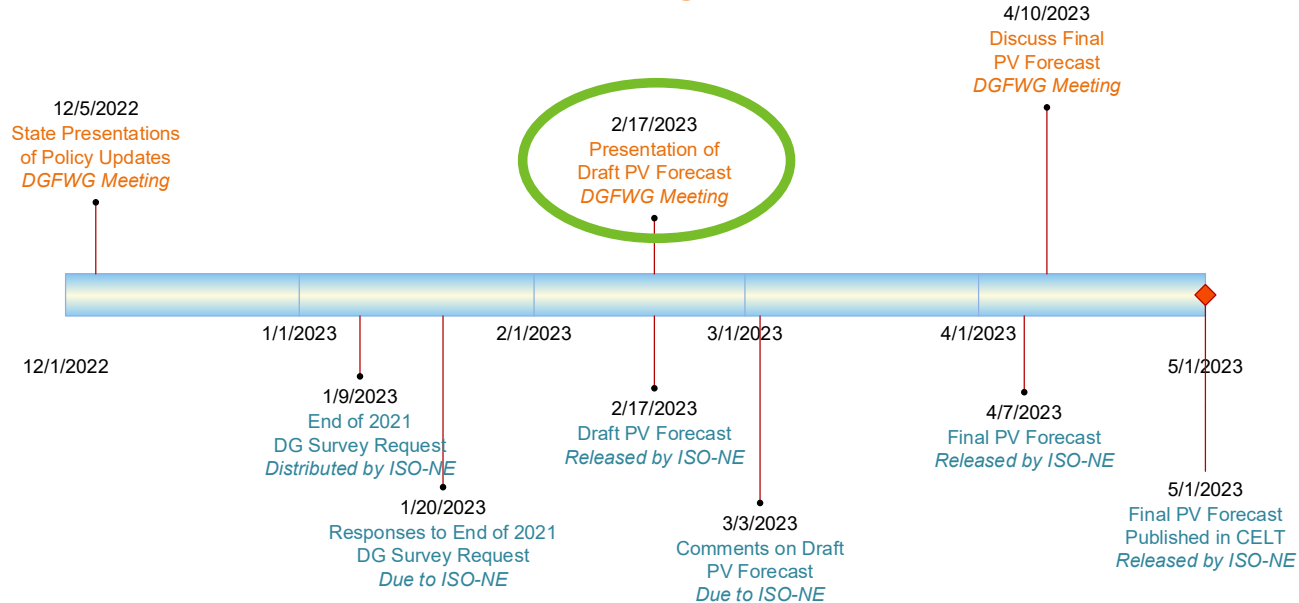 4/10/2023
Discuss Final
PV Forecast
DGFWG Meeting
12/5/2022
State Presentations
of Policy Updates
DGFWG Meeting
2/17/2023
Presentation of
Draft PV Forecast
DGFWG Meeting
1/1/2023
2/1/2023
3/1/2023
4/1/2023
12/1/2022
5/1/2023
1/9/2023
End of 2021
DG Survey Request
Distributed by ISO-NE
2/17/2023
Draft PV Forecast
Released by ISO-NE
4/7/2023
Final PV Forecast
Released by ISO-NE
1/20/2023
Responses to End of 2021
DG Survey Request
Due to ISO-NE
3/3/2023
Comments on Draft
PV Forecast
Due to ISO-NE
5/1/2023
Final PV Forecast
Published in CELT
Released by ISO-NE